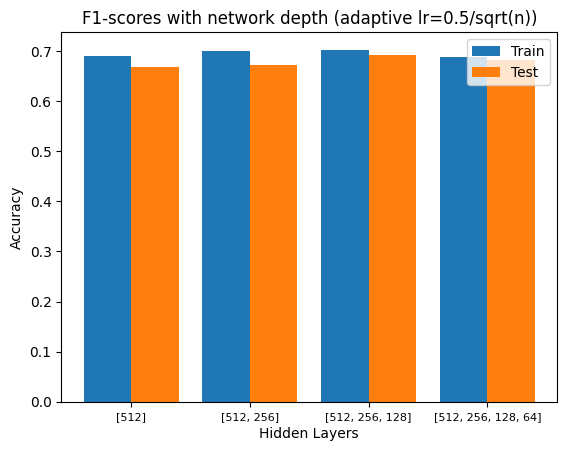 F1-scores with network depth (adaptive lr=0.5/sqrt(n))
Train
Test
0.7
0.6
0.5
0.4
0.3
0.2
0.1
0.0
Accuracy
[512]
[512, 256]
[512, 256, 128]
[512, 256, 128, 64]
Hidden Layers